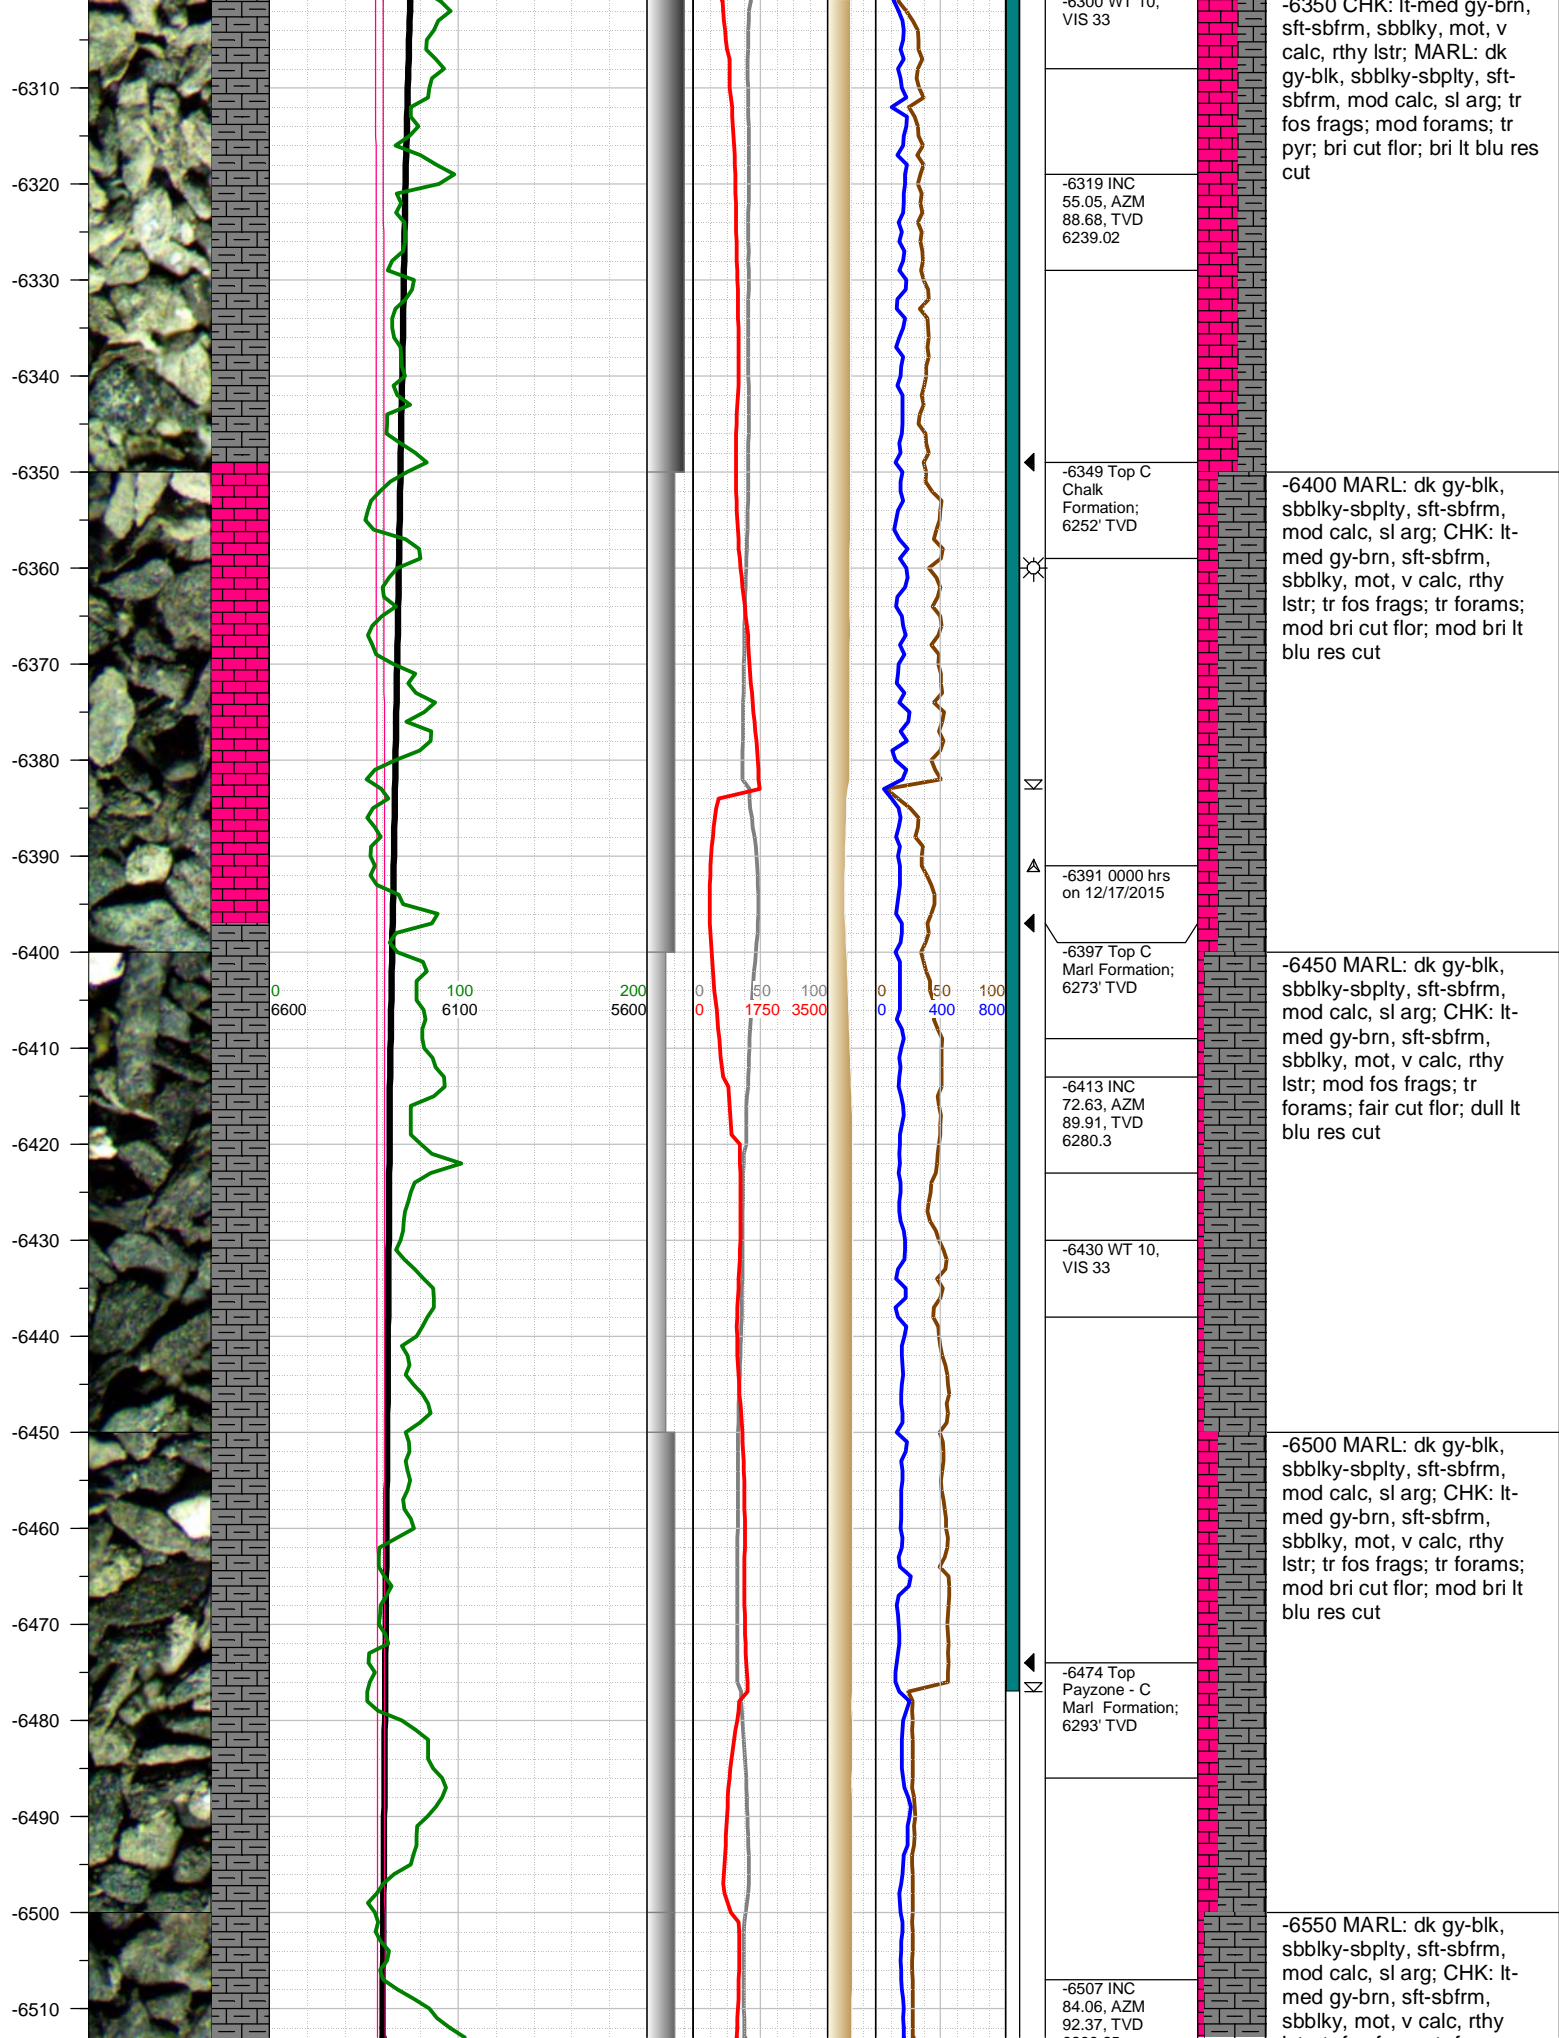 -6300 WT 10,
VIS 33
-6350 CHK: lt-med gy-brn,
sft-sbfrm, sbblky, mot, v
calc, rthy lstr; MARL: dk
gy-blk, sbblky-sbplty, sft-
sbfrm, mod calc, sl arg; tr
fos frags; mod forams; tr
pyr; bri cut flor; bri lt blu res
cut
-6310
-6320
-6330
-6340
-6350
-6360
-6370
-6380
-6390
-6400
-6410
-6420
-6430
-6440
-6450
-6460
-6470
-6480
-6490
-6500
-6510
0 100 200
6600 6100 5600
0 50 100
0 1750 3500
0 50 100
0 400 800
-6319 INC
55.05, AZM
88.68, TVD
6239.02
-6349 Top C
Chalk
Formation;
6252' TVD
-6391 0000 hrs
on 12/17/2015
-6397 Top C
Marl Formation;
6273' TVD
-6413 INC
72.63, AZM
89.91, TVD
6280.3
-6430 WT 10,
VIS 33
-6474 Top
Payzone - C
Marl  Formation;
6293' TVD
-6507 INC
84.06, AZM
92.37, TVD
-6400 MARL: dk gy-blk,
sbblky-sbplty, sft-sbfrm,
mod calc, sl arg; CHK: lt-
med gy-brn, sft-sbfrm,
sbblky, mot, v calc, rthy
lstr; tr fos frags; tr forams;
mod bri cut flor; mod bri lt
blu res cut
-6450 MARL: dk gy-blk,
sbblky-sbplty, sft-sbfrm,
mod calc, sl arg; CHK: lt-
med gy-brn, sft-sbfrm,
sbblky, mot, v calc, rthy
lstr; mod fos frags; tr
forams; fair cut flor; dull lt
blu res cut
-6500 MARL: dk gy-blk,
sbblky-sbplty, sft-sbfrm,
mod calc, sl arg; CHK: lt-
med gy-brn, sft-sbfrm,
sbblky, mot, v calc, rthy
lstr; tr fos frags; tr forams;
mod bri cut flor; mod bri lt
blu res cut
-6550 MARL: dk gy-blk,
sbblky-sbplty, sft-sbfrm,
mod calc, sl arg; CHK: lt-
med gy-brn, sft-sbfrm,
sbblky, mot, v calc, rthy